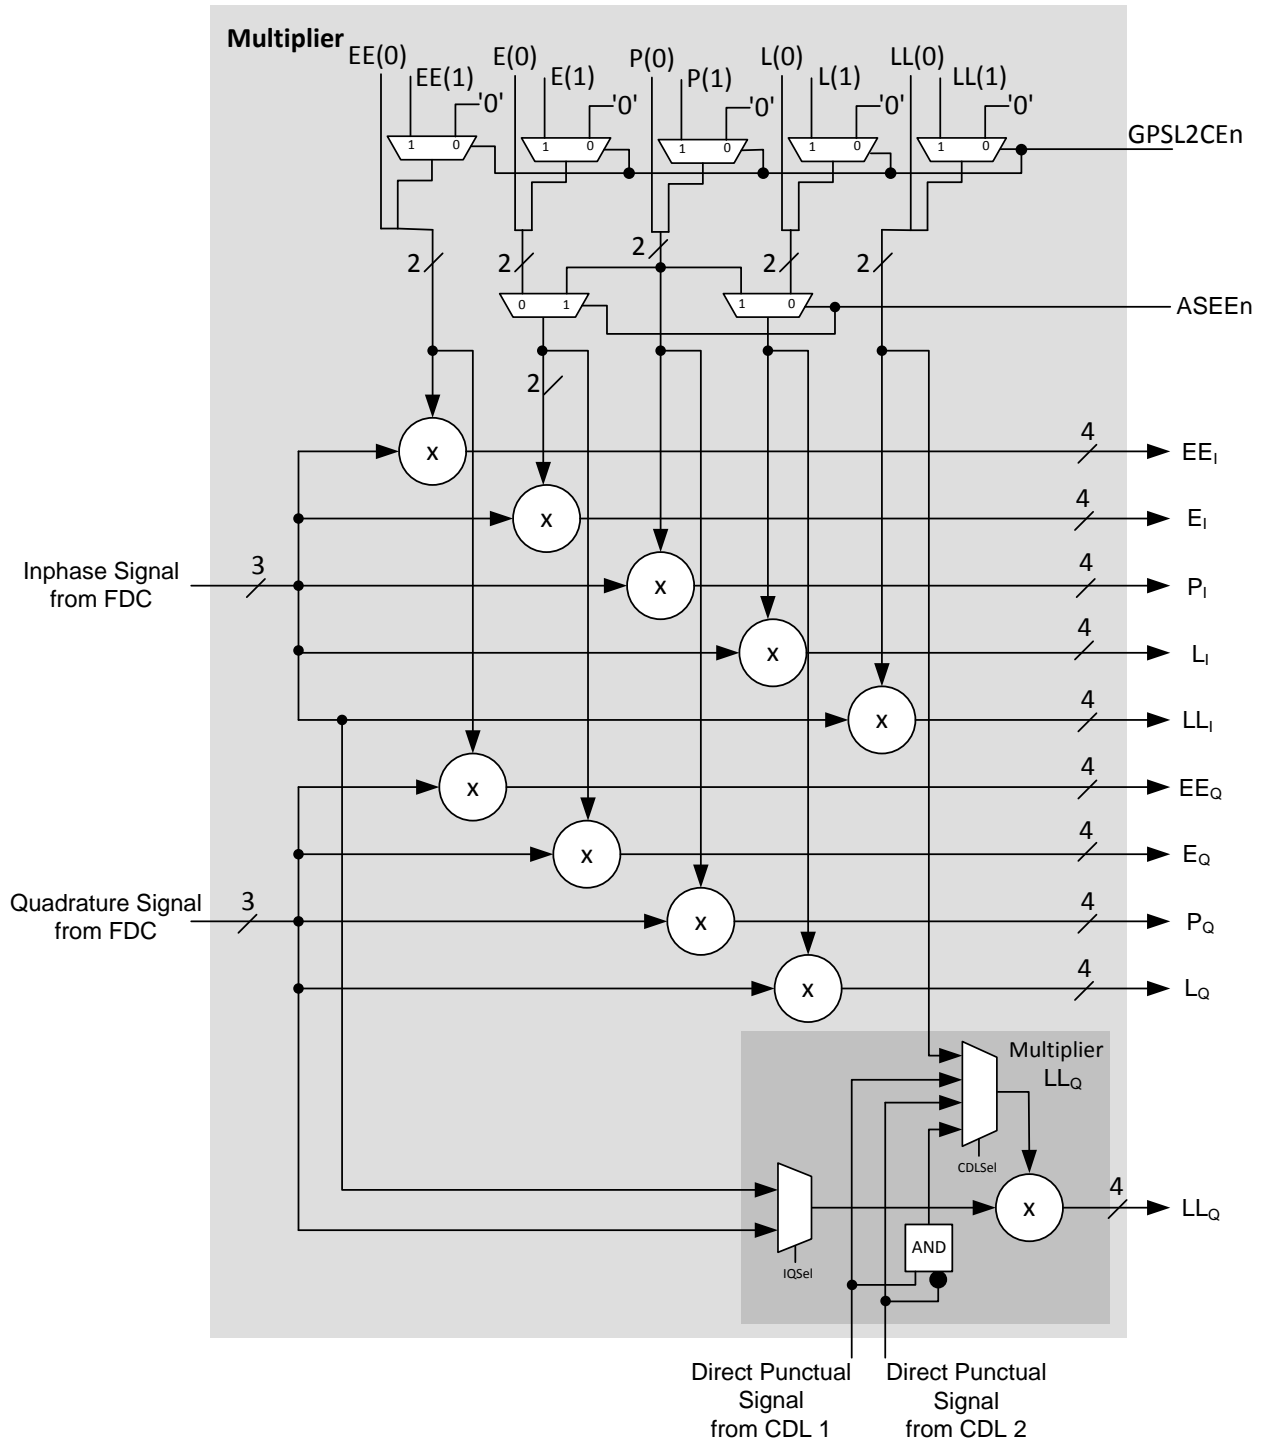 Multiplier
EE(0) E(0) P(0) L(0) LL(0)
EE(1) E(1) P(1) L(1) LL(1)
'0' '0' '0' '0' '0'
1 0 1 0 1 0 1 0 1 0
GPSL2CEn
2 2 2 2 2
0 1 1 0
ASEEn
2
x 4 EE_I
x 4 E_I
Inphase Signal
from FDC
3 x 4 P_I
x 4 L_I
x 4 LL_I
x 4 EE_Q
x 4 E_Q
Quadrature Signal
from FDC
3 x 4 P_Q
x 4 L_Q
Multiplier
LL_Q
CDLSel
x 4 LL_Q
AND
IQSel
Direct Punctual
Signal
from CDL 1
Direct Punctual
Signal
from CDL 2